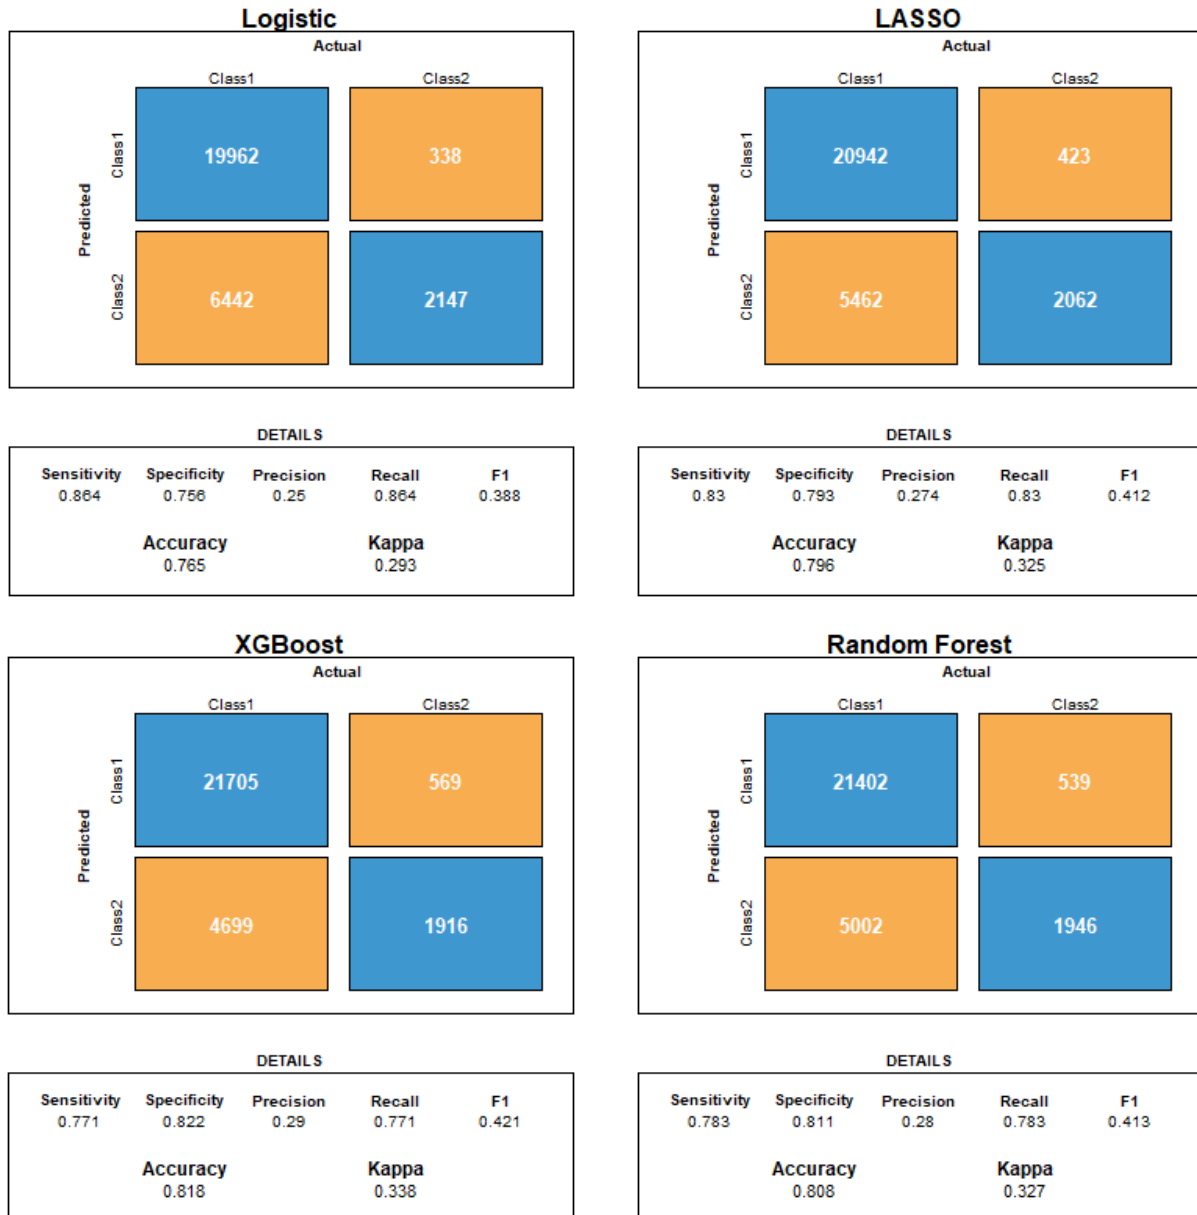 Logistic
Actual
Class1 Class2
Predicted
Class1
19962 338
Class2
6442 2147
DETAILS
Sensitivity Specificity Precision Recall F1
0.864 0.756 0.25 0.864 0.388
Accuracy Kappa
0.765 0.293
LASSO
Actual
Class1 Class2
Predicted
Class1
20942 423
Class2
5462 2062
DETAILS
Sensitivity Specificity Precision Recall F1
0.83 0.793 0.274 0.83 0.412
Accuracy Kappa
0.796 0.325
XGBoost
Actual
Class1 Class2
Predicted
Class1
21705 569
Class2
4699 1916
DETAILS
Sensitivity Specificity Precision Recall F1
0.771 0.822 0.29 0.771 0.421
Accuracy Kappa
0.818 0.338
Random Forest
Actual
Class1 Class2
Predicted
Class1
21402 539
Class2
5002 1946
DETAILS
Sensitivity Specificity Precision Recall F1
0.783 0.811 0.28 0.783 0.413
Accuracy Kappa
0.808 0.327